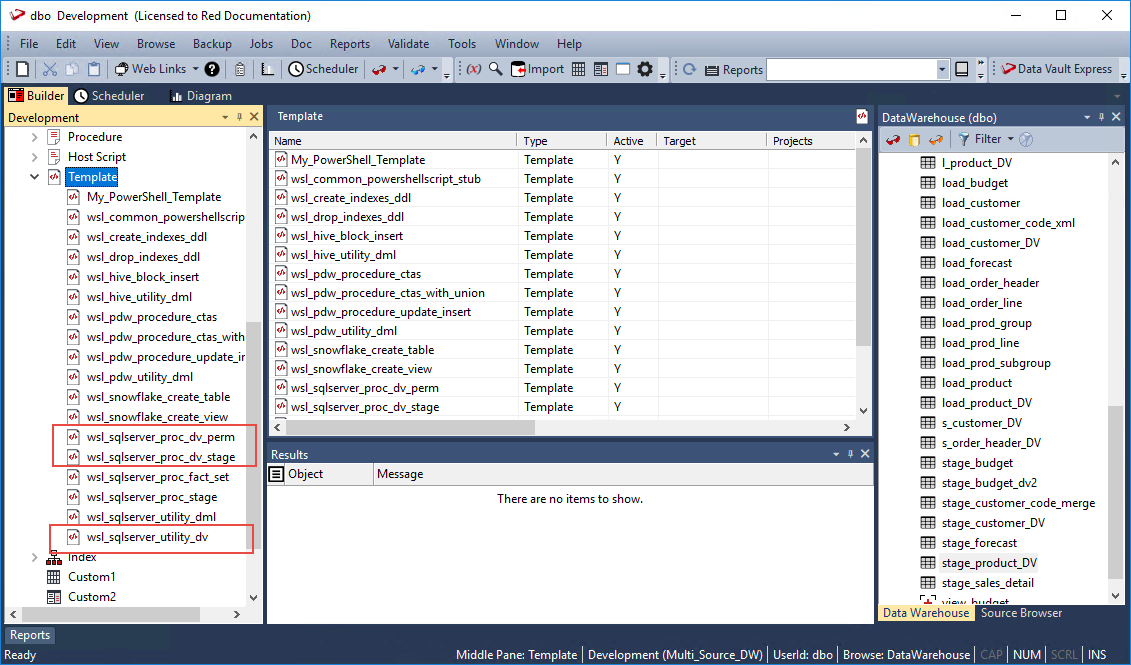 dbo Development (Licensed to Red Documentation)
File Edit View Browse Backup Jobs Doc Reports Validate Tools Window Help
Web Links Scheduler (x) Import Reports Data Vault Express
Builder Scheduler Diagram
Development
Procedure
Host Script
Template
My_PowerShell_Template
wsl_common_powershellscrip
wsl_create_indexes_ddl
wsl_drop_indexes_ddl
wsl_hive_block_insert
wsl_hive_utility_dml
wsl_pdw_procedure_ctas
wsl_pdw_procedure_ctas_with
wsl_pdw_procedure_update_ir
wsl_pdw_utility_dml
wsl_snowflake_create_table
wsl_snowflake_create_view
wsl_sqlserver_proc_dv_perm
wsl_sqlserver_proc_dv_stage
wsl_sqlserver_proc_fact_set
wsl_sqlserver_proc_stage
wsl_sqlserver_utility_dml
wsl_sqlserver_utility_dv
Index
Custom1
Custom2
Template
Name Type Active Target Projects
My_PowerShell_Template Template Y
wsl_common_powershellscript_stub Template Y
wsl_create_indexes_ddl Template Y
wsl_drop_indexes_ddl Template Y
wsl_hive_block_insert Template Y
wsl_hive_utility_dml Template Y
wsl_pdw_procedure_ctas Template Y
wsl_pdw_procedure_ctas_with_union Template Y
wsl_pdw_procedure_update_insert Template Y
wsl_pdw_utility_dml Template Y
wsl_snowflake_create_table Template Y
wsl_snowflake_create_view Template Y
wsl_sqlserver_proc_dv_perm Template Y
wsl_sqlserver_proc_dv_stage Template Y
Results
Object Message
There are no items to show.
DataWarehouse (dbo)
Filter
l_product_DV
load_budget
load_customer
load_customer_code_xml
load_customer_DV
load_forecast
load_order_header
load_order_line
load_prod_group
load_prod_line
load_prod_subgroup
load_product
load_product_DV
s_customer_DV
s_order_header_DV
stage_budget
stage_budget_dv2
stage_customer_code_merge
stage_customer_DV
stage_forecast
stage_product_DV
stage_sales_detail
view_budget
Data Warehouse Source Browser
Reports
Ready Middle Pane: Template Development (Multi_Source_DW) UserId: dbo Browse: DataWarehouse CAP NUM SCRL INS